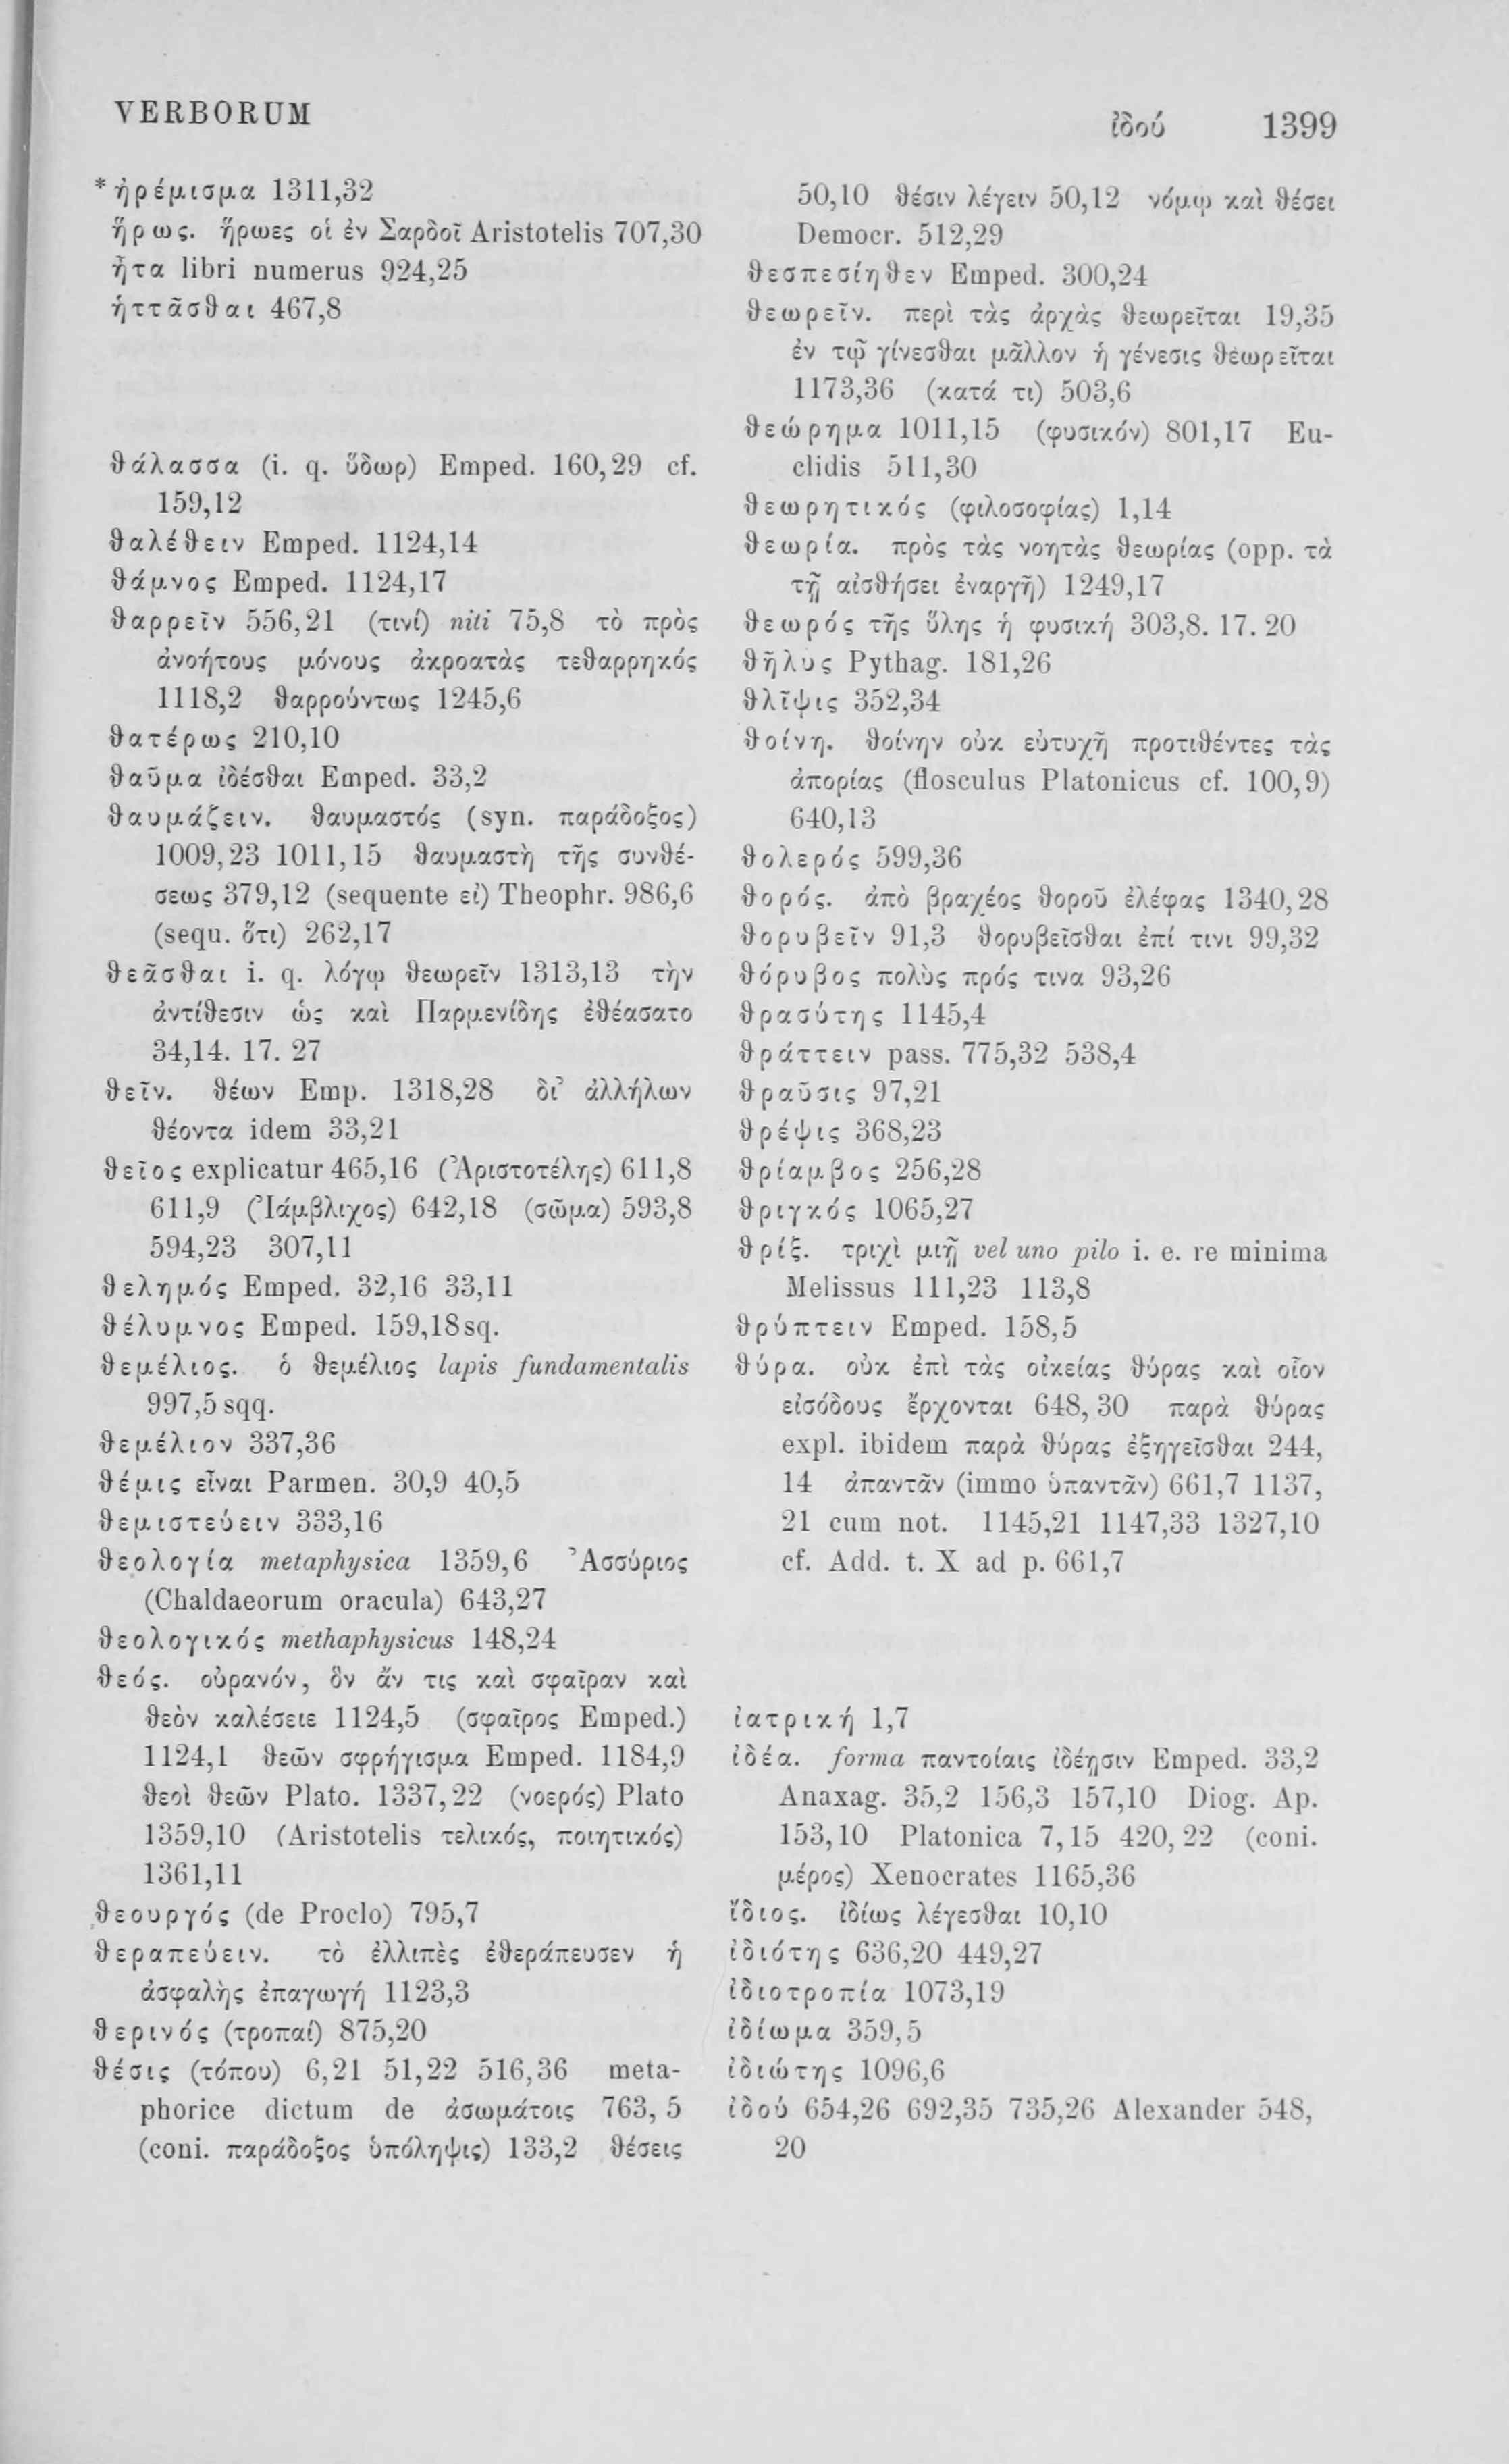 VERBORUM
ἰδού 1399
* ἠρέμισμα 1311,32
ἥρως. ἥρωες οἱ ἐν Σαρδοῖ Aristotelis 707,30
ἦτα libri numerus 924,25
ἡττᾶσθαι 467,8
θάλασσα (i. q. ὕδωρ) Emped. 160,29 cf.
159,12
θαλέθειν Emped. 1124,14
θάμνος Emped. 1124,17
θαρρεῖν 556,21 (τινί) niti 75,8 τὸ πρὸς
ἀνοήτους μόνους ἀκροατὰς τεθαρρηκός
1118,2 θαρρούντως 1245,6
θατέρως 210,10
θαῦμα ἰδέσθαι Emped. 33,2
θαυμάζειν. θαυμαστός (syn. παράδοξος)
1009,23 1011,15 θαυμαστὴ τῆς συνθέ-
σεως 379,12 (sequente εἰ) Theophr. 986,6
(sequ. ὅτι) 262,17
θεᾶσθαι i. q. λόγῳ θεωρεῖν 1313,13 τὴν
ἀντίθεσιν ὡς καὶ Παρμενίδης ἐθέασατο
34,14. 17. 27
θεῖν. θέων Emp. 1318,28 δι’ ἀλλήλων
θέοντα idem 33,21
θεῖος explicatur 465,16 (Ἀριστοτέλης) 611,8
611,9 (Ἰάμβλιχος) 642,18 (σῶμα) 593,8
594,23 307,11
θελημός Emped. 32,16 33,11
θέλυμνος Emped. 159,18sq.
θεμέλιος. ὁ θεμέλιος lapis fundamentalis
997,5 sqq.
θεμέλιον 337,36
θέμις εἶναι Parmen. 30,9 40,5
θεμιστεύειν 333,16
θεολογία metaphysica 1359,6 Ἀσσύριος
(Chaldaeorum oracula) 643,27
θεολογικός methaphysicus 148,24
θεός. οὐρανόν, ὃν ἄν τις καὶ σφαῖραν καὶ
θεὸν καλέσειε 1124,5 (σφαῖρος Emped.)
1124,1 θεῶν σφρήγισμα Emped. 1184,9
θεοὶ θεῶν Plato. 1337,22 (νοερός) Plato
1359,10 (Aristotelis τελικός, ποιητικός)
1361,11
θεουργός (de Proclo) 795,7
θεραπεύειν. τὸ ἐλλιπὲς ἐθεράπευσεν ἡ
ἀσφαλὴς ἐπαγωγή 1123,3
θερινός (τροπαί) 875,20
θέσις (τόπου) 6,21 51,22 516,36 meta-
phorice dictum de ἀσωμάτοις 763, 5
(coni. παράδοξος ὑπόληψις) 133,2 θέσεις
50,10 θέσιν λέγειν 50,12 νόμῳ καὶ θέσει
Democr. 512,29
θεσπεσίηθεν Emped. 300,24
θεωρεῖν. περὶ τὰς ἀρχὰς θεωρεῖται 19,35
ἐν τῷ γίνεσθαι μᾶλλον ἡ γένεσις θεωρεῖται
1173,36 (κατά τι) 503,6
θεώρημα 1011,15 (φυσικόν) 801,17 Eu-
clidis 511,30
θεωρητικός (φιλοσοφίας) 1,14
θεωρία. πρὸς τὰς νοητὰς θεωρίας (opp. τὰ
τῇ αἰσθήσει ἐναργῆ) 1249,17
θεωρός τῆς ὕλης ἡ φυσική 303,8. 17. 20
θῆλυς Pythag. 181,26
θλῖψις 352,34
θοίνη. θοίνην οὐκ εὐτυχῆ προτιθέντες τὰς
ἀπορίας (flosculus Platonicus cf. 100,9)
640,13
θολερός 599,36
θορός. ἀπὸ βραχέος θοροῦ ἐλέφας 1340,28
θορυβεῖν 91,3 θορυβεῖσθαι ἐπί τινι 99,32
θόρυβος πολὺς πρός τινα 93,26
θρασύτης 1145,4
θράττειν pass. 775,32 538,4
θραῦσις 97,21
θρέψις 368,23
θρίαμβος 256,28
θριγκός 1065,27
θρίξ. τριχὶ μιῇ vel uno pilo i. e. re minima
Melissus 111,23 113,8
θρύπτειν Emped. 158,5
θύρα. οὐκ ἐπὶ τὰς οἰκείας θύρας καὶ οἷον
εἰσόδους ἔρχονται 648, 30 παρὰ θύρας
expl. ibidem παρὰ θύρας ἐξηγεῖσθαι 244,
14 ἀπαντᾶν (immo ὑπαντᾶν) 661,7 1137,
21 cum not. 1145,21 1147,33 1327,10
cf. Add. t. X ad p. 661,7
ἰατρική 1,7
ἰδέα. forma παντοίαις ἰδέῃσιν Emped. 33,2
Anaxag. 35,2 156,3 157,10 Diog. Ap.
153,10 Platonica 7,15 420,22 (coni.
μέρος) Xenocrates 1165,36
ἴδιος. ἰδίως λέγεσθαι 10,10
ἰδιότης 636,20 449,27
ἰδιοτροπία 1073,19
ἰδίωμα 359,5
ἰδιώτης 1096,6
ἰδού 654,26 692,35 735,26 Alexander 548,
20